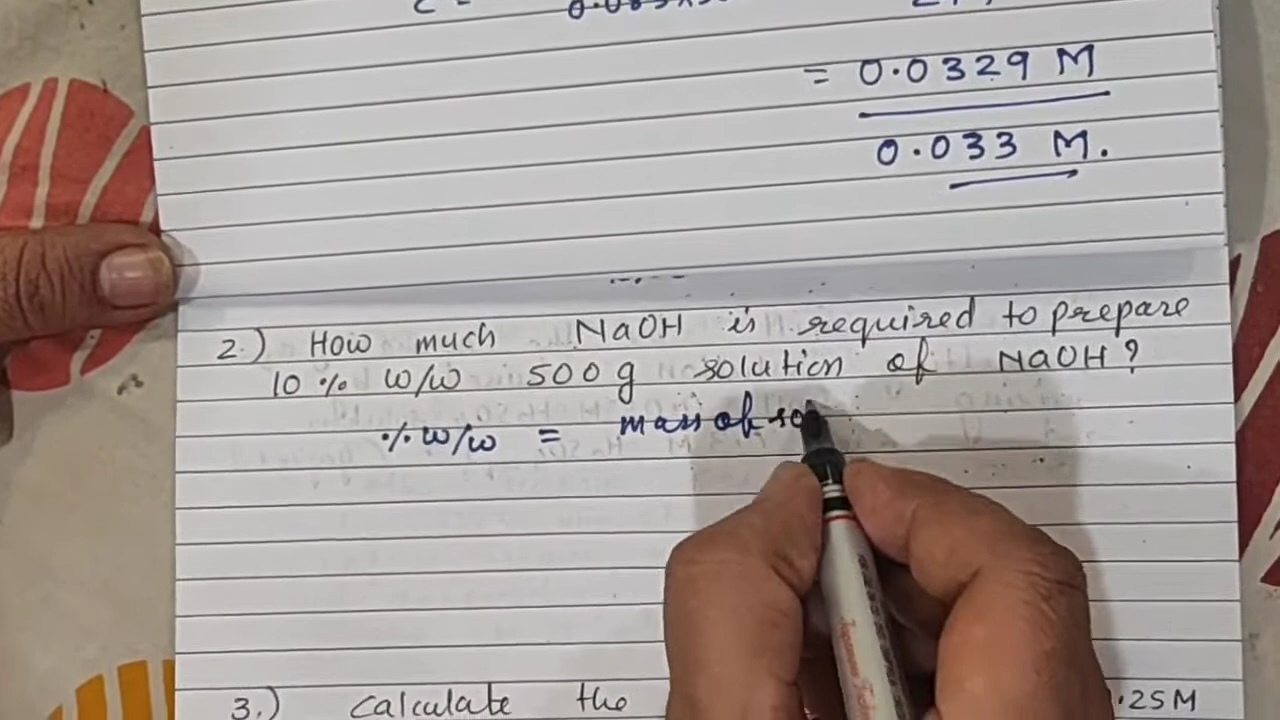 = 0.0329 M
0.033 M.
2.) How much NaOH is required to prepare
10 % w/w 500 g solution of NaOH?
% w/w = mass of so
3.) Calculate the .25M